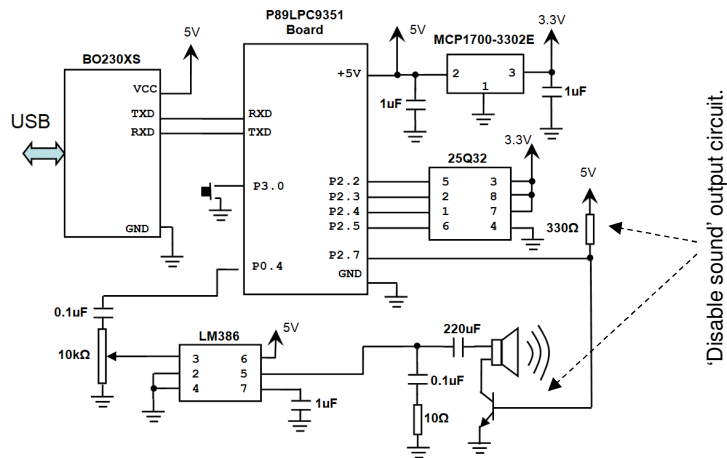 P89LPC9351
Board
BO230XS
5V
VCC
TXD
RXD
GND
USB
RXD
TXD
P3.0
P0.4
+5V
P2.2
P2.3
P2.4
P2.5
P2.7
GND
5V
MCP1700-3302E
2 3
1
3.3V
1uF
1uF
25Q32
5 3
2 8
1 7
6 4
3.3V
5V
330Ω
'Disable sound' output circuit.
0.1uF
10kΩ
LM386
3 6
2 5
4 7
5V
1uF
220uF
0.1uF
10Ω